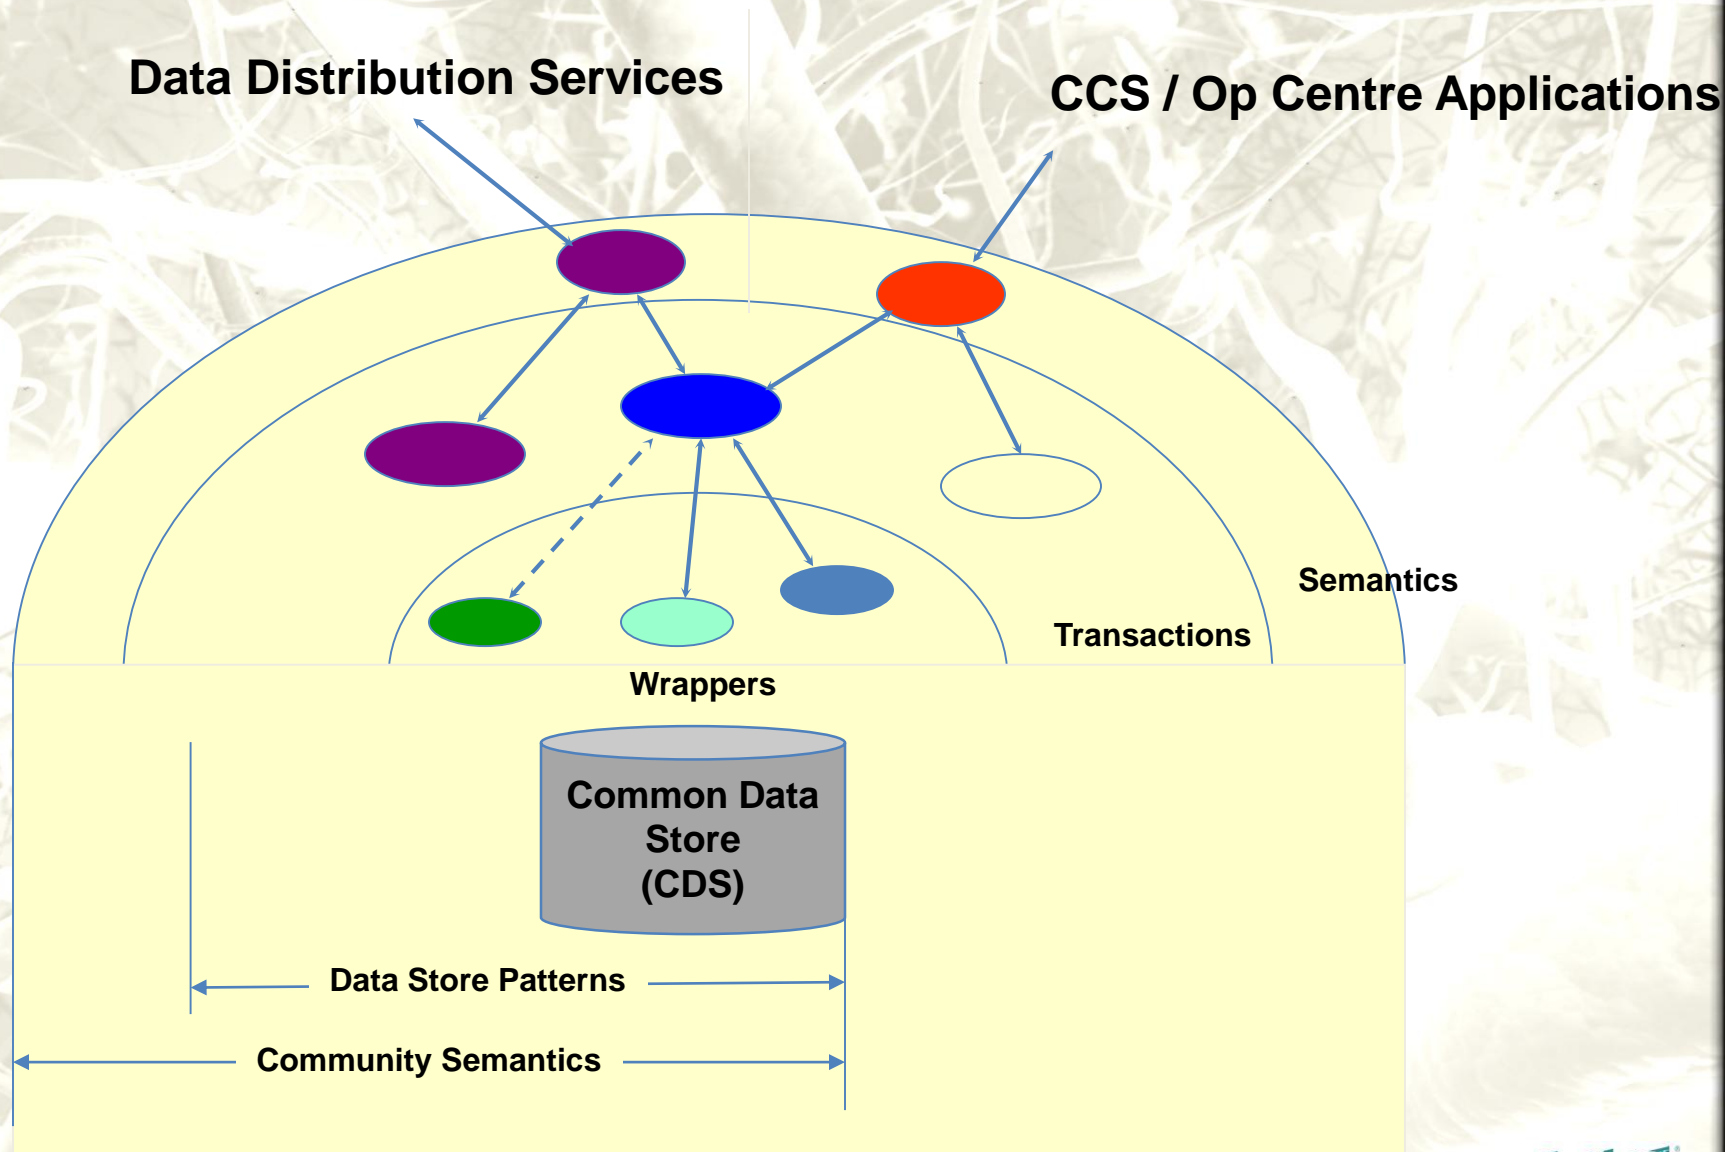 Data Distribution Services
CCS / Op Centre Applications
Semantics
Transactions
Wrappers
Common Data
Store
(CDS)
Data Store Patterns
Community Semantics